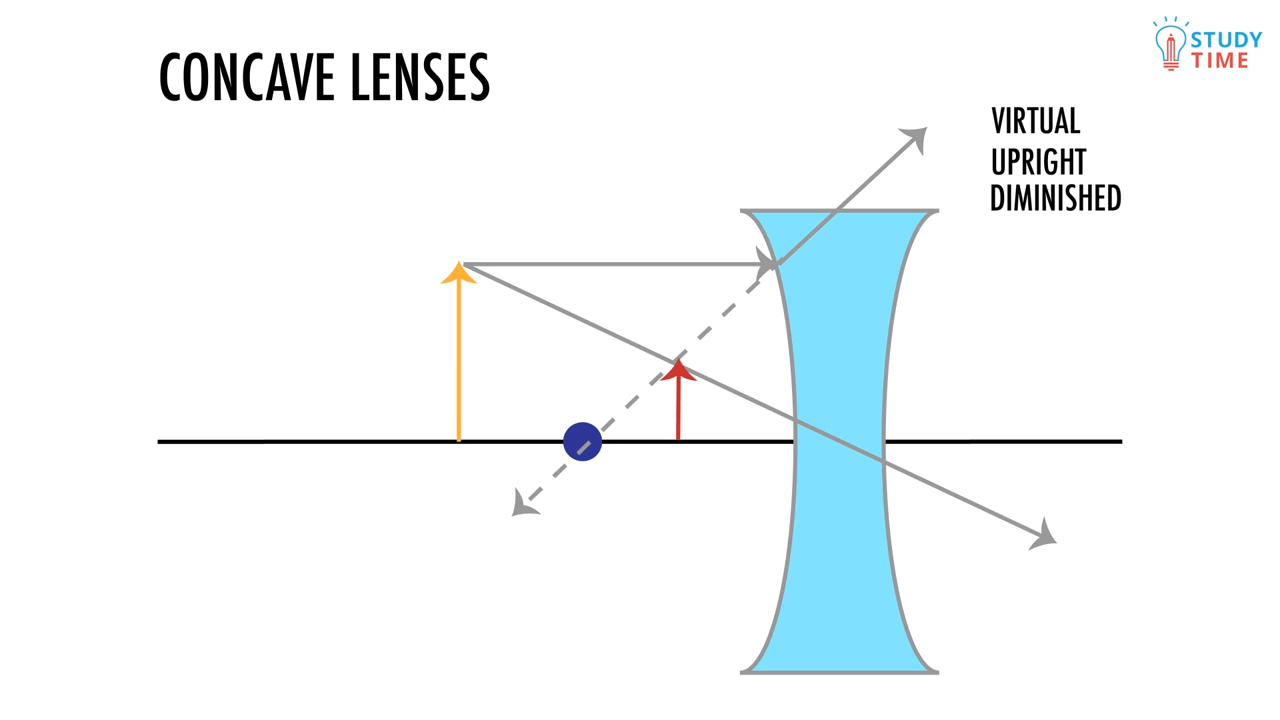 CONCAVE LENSES
STUDY
TIME
VIRTUAL
UPRIGHT
DIMINISHED